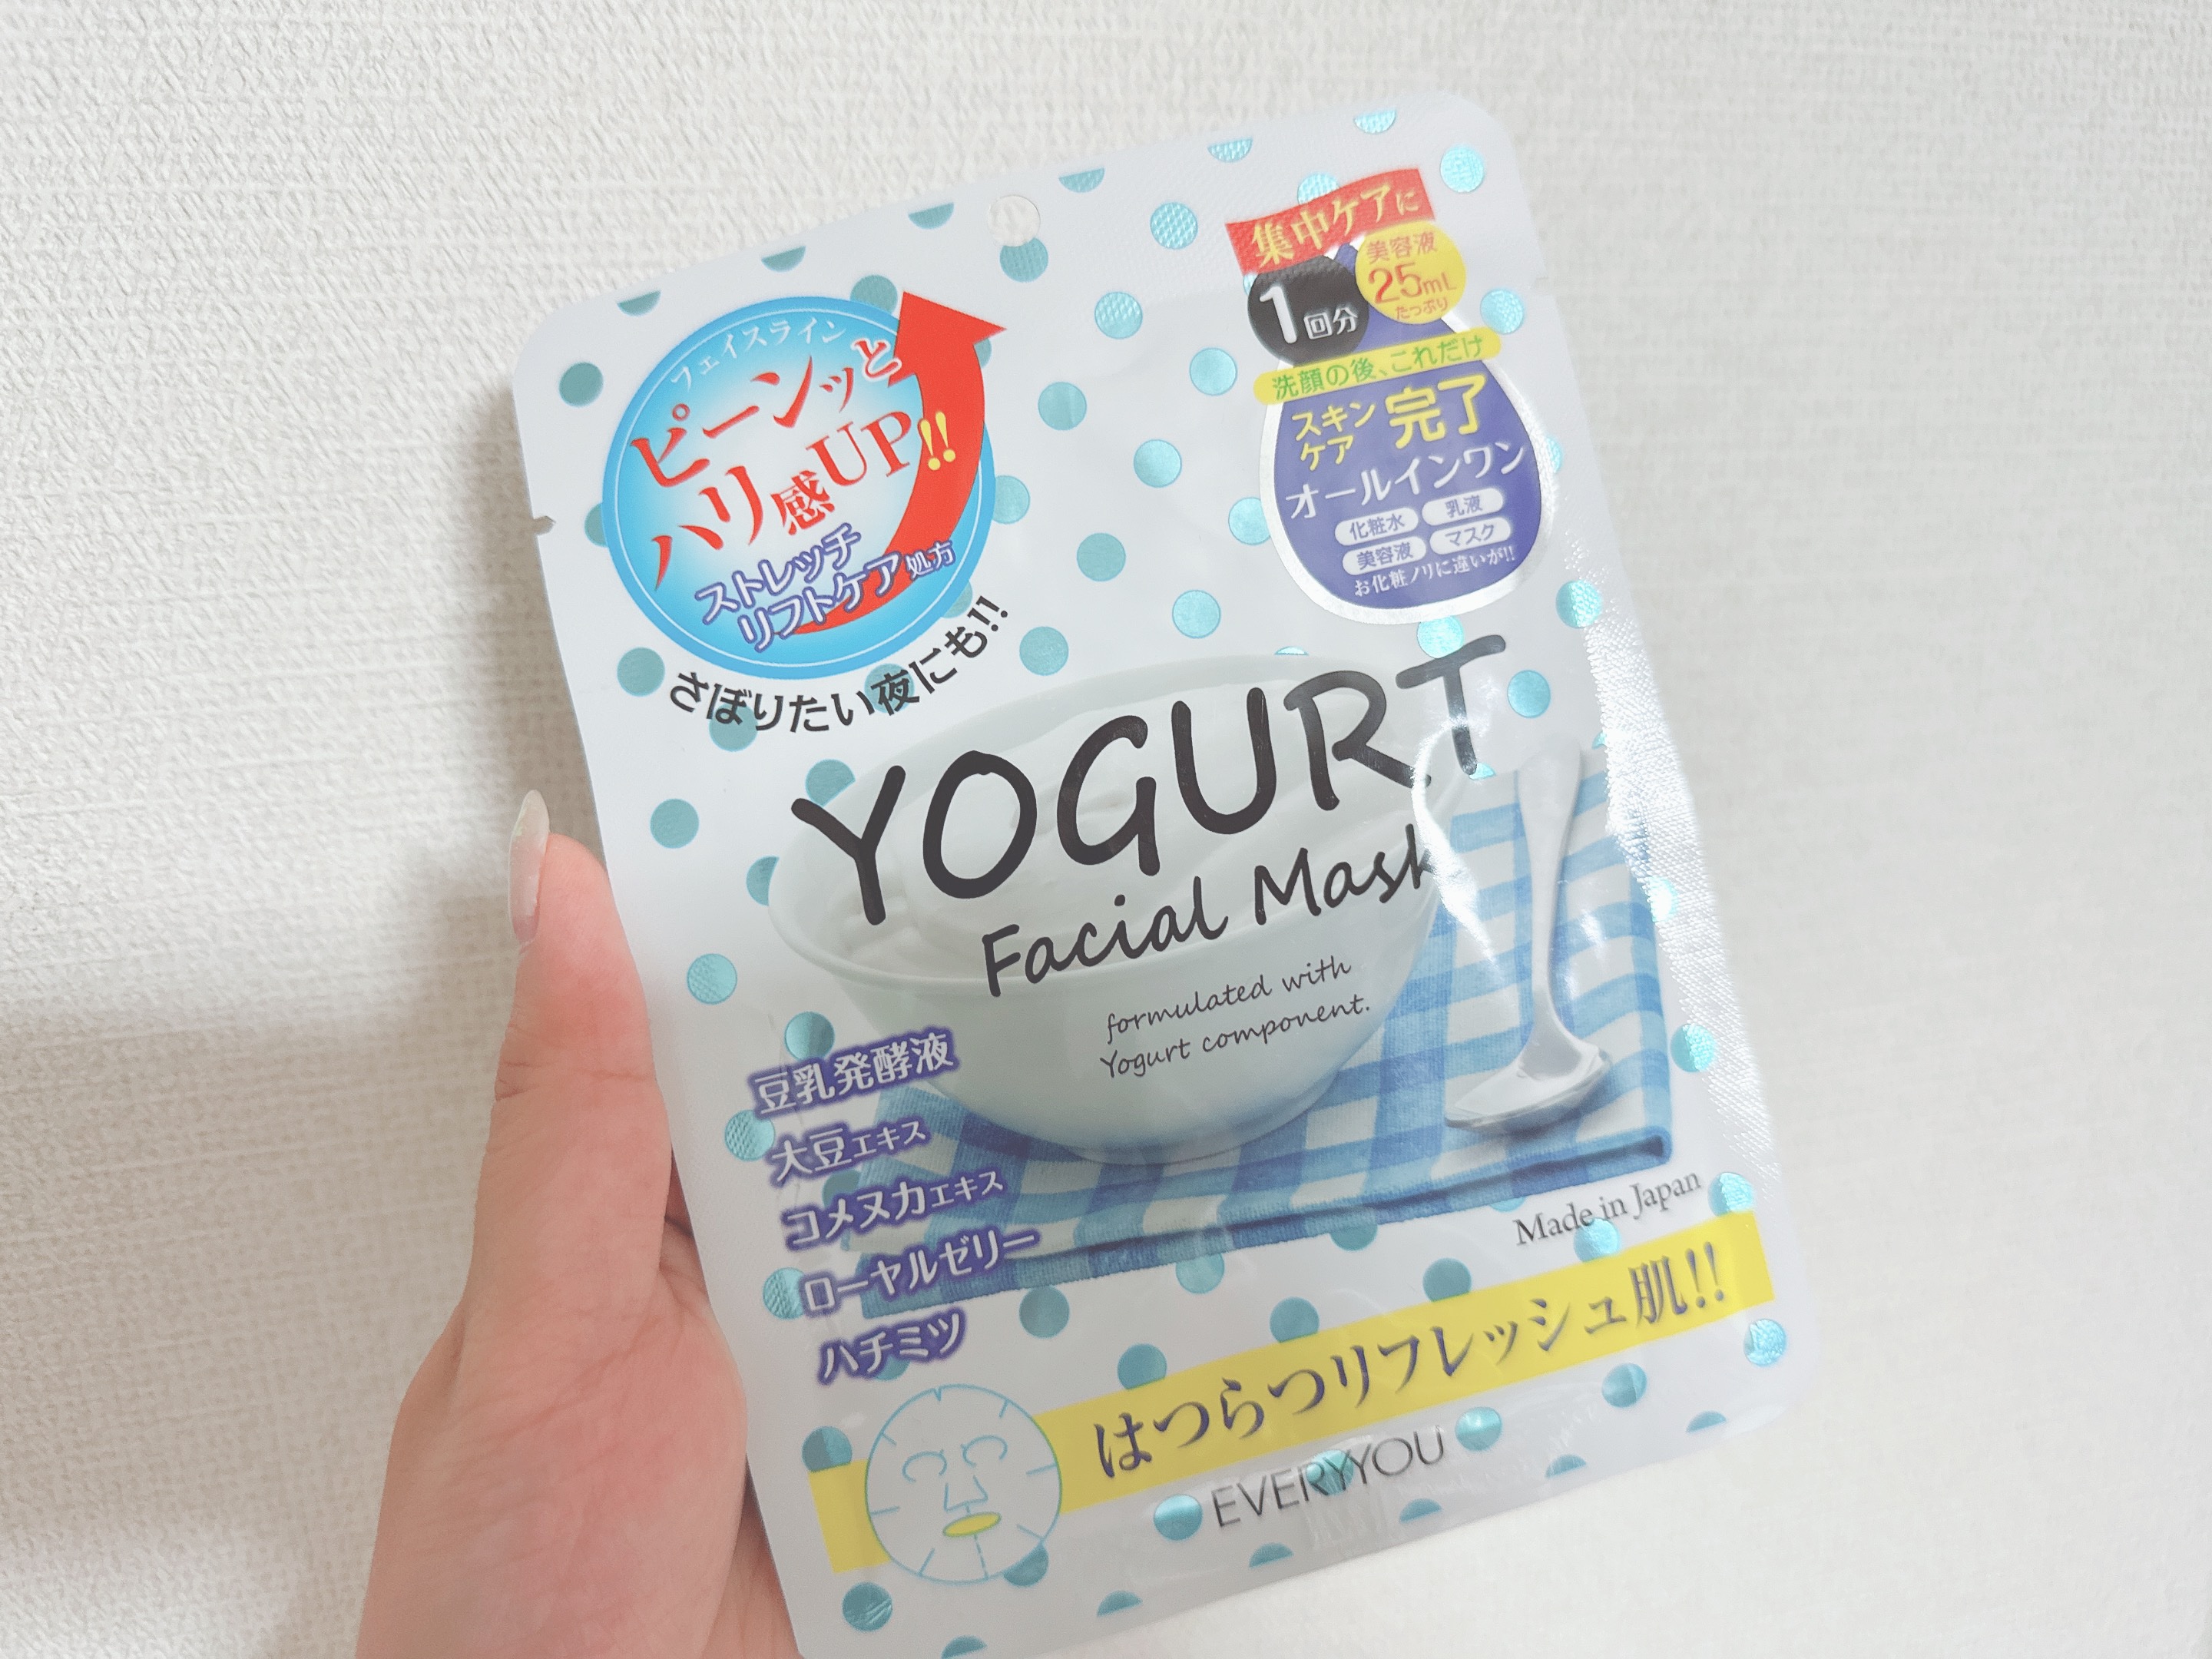 フェイスライン
ピーンッと
ハリ感UP!!
ストレッチ
リフトケア処方
さぼりたい夜にも!!
集中ケアに
1回分
美容液
25mL
たっぷり
洗顔の後、これだけ
スキンケア 完了
オールインワン
化粧水 乳液
美容液 マスク
お化粧ノリに違いが!!
YOGURT
Facial Mask
formulated with
Yogurt component.
豆乳発酵液
大豆エキス
コメヌカエキス
ローヤルゼリー
ハチミツ
Made in Japan
はつらつリフレッシュ肌!!
EVERYYOU